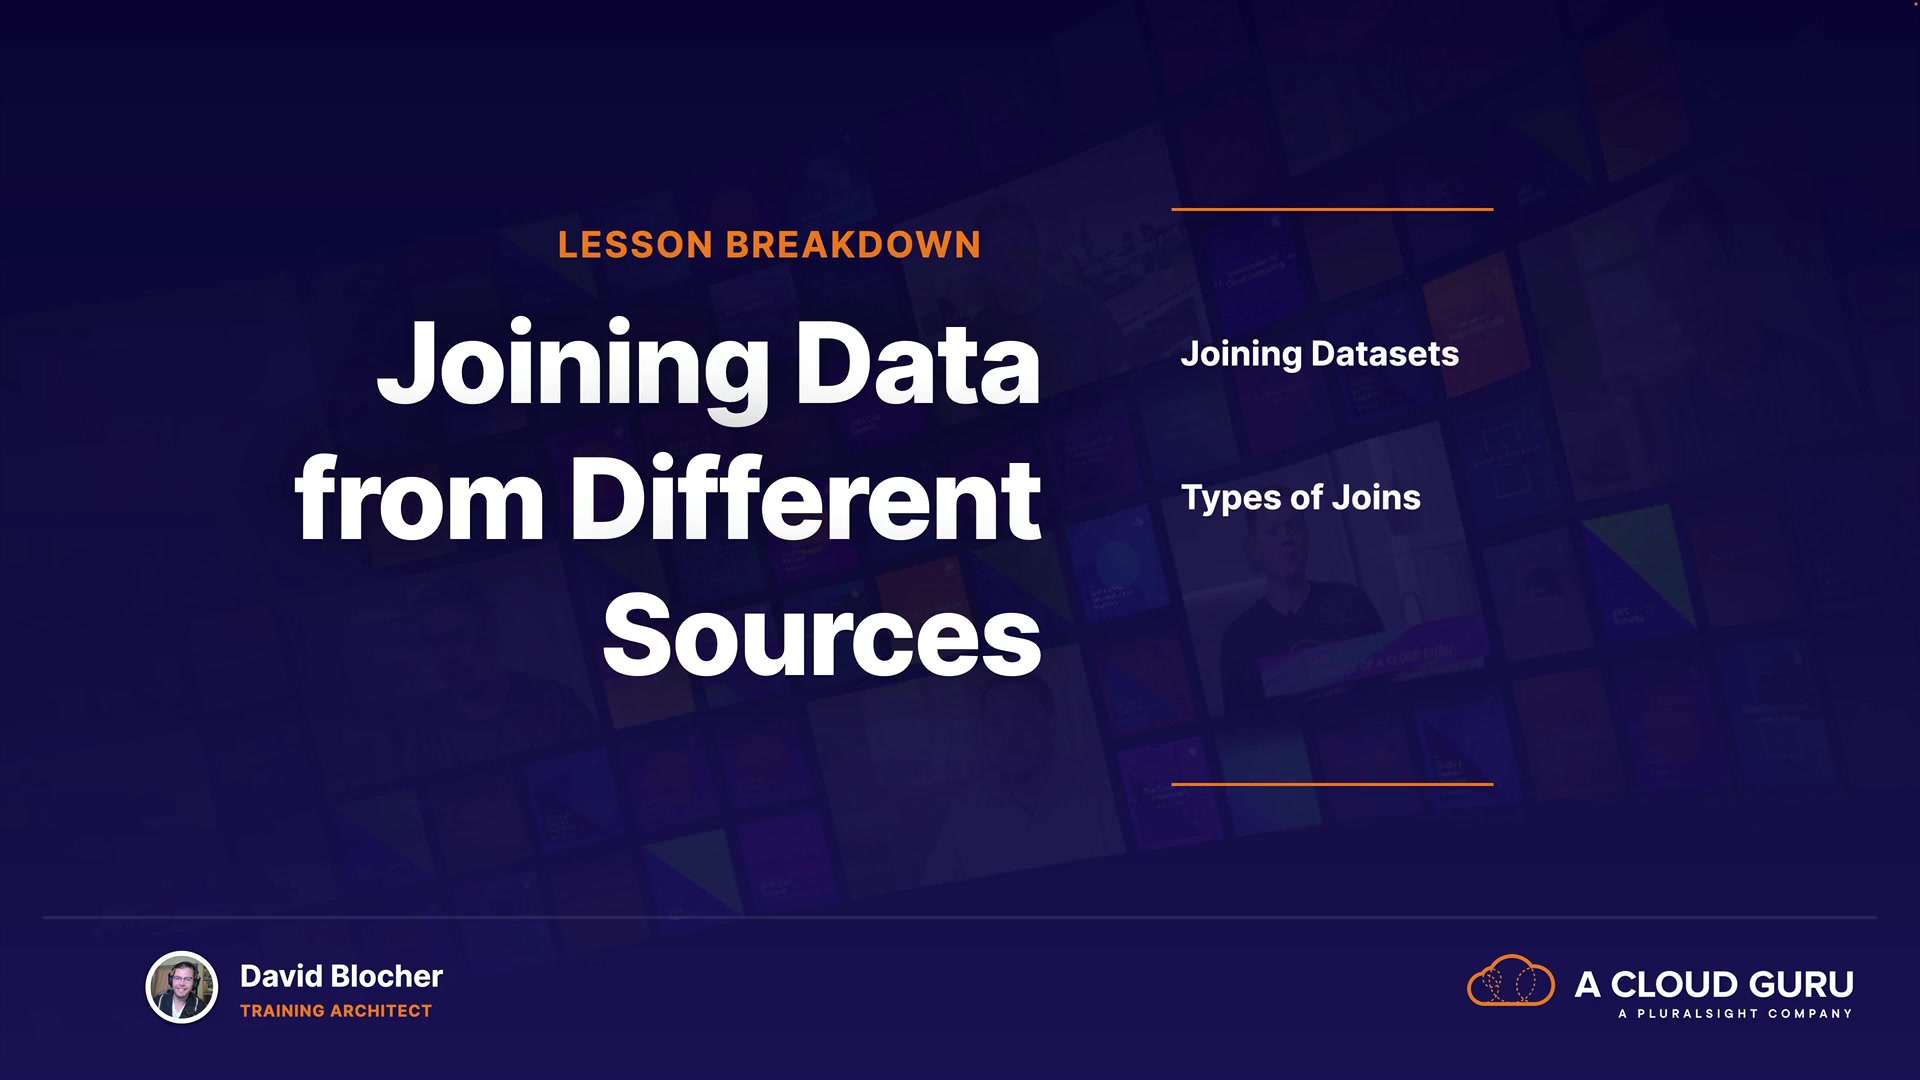 LESSON BREAKDOWN
Joining Data
from Different
Sources
Joining Datasets
Types of Joins
David Blocher
TRAINING ARCHITECT
A CLOUD GURU
A PLURALSIGHT COMPANY